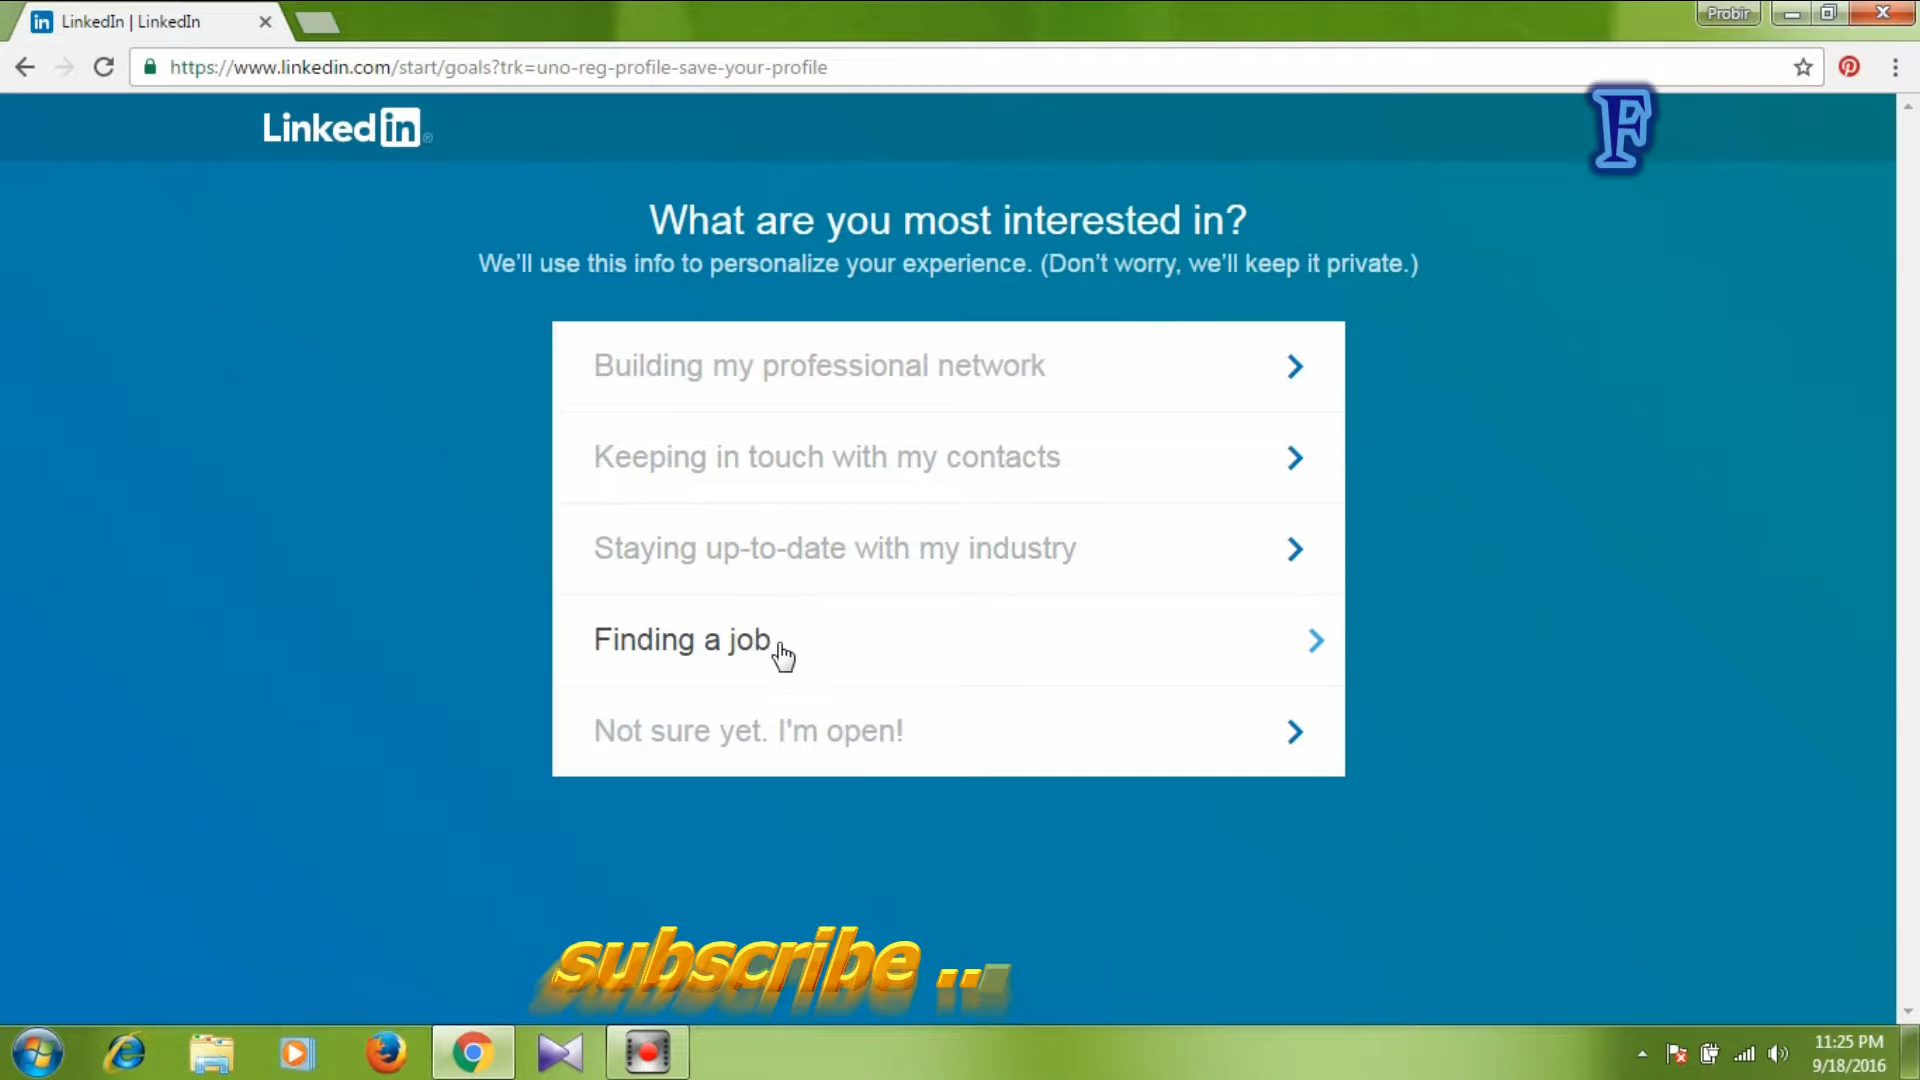 LinkedIn | LinkedIn
Probir
https://www.linkedin.com/start/goals?trk=uno-reg-profile-save-your-profile
Linkedin
F
What are you most interested in?
We'll use this info to personalize your experience. (Don't worry, we'll keep it private.)
Building my professional network
Keeping in touch with my contacts
Staying up-to-date with my industry
Finding a job
Not sure yet. I'm open!
subscribe ..
11:25 PM
9/18/2016